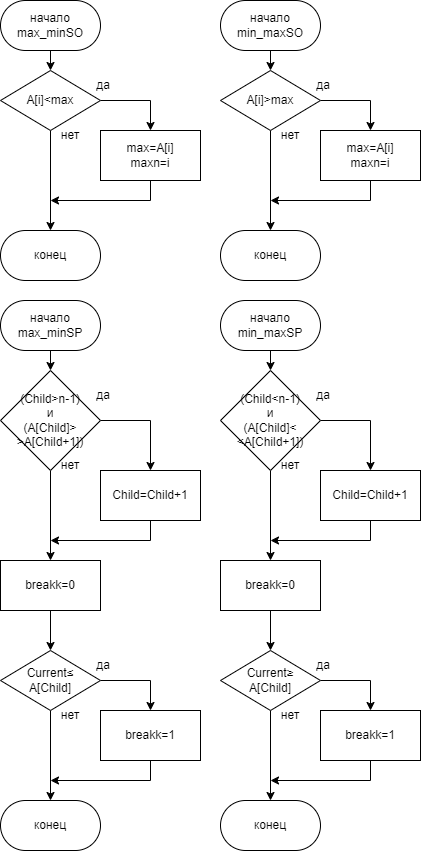 начало
max_minSO
A[i]<max
да
нет
max=A[i]
maxn=i
конец
начало
min_maxSO
A[i]>max
да
нет
max=A[i]
maxn=i
конец
начало
max_minSP
(Child>n-1)
и
(A[Child]>
>A[Child+1])
да
нет
Child=Child+1
breakk=0
Current≤
A[Child]
да
нет
breakk=1
конец
начало
min_maxSP
(Child<n-1)
и
(A[Child]<
<A[Child+1])
да
нет
Child=Child+1
breakk=0
Current≥
A[Child]
да
нет
breakk=1
конец